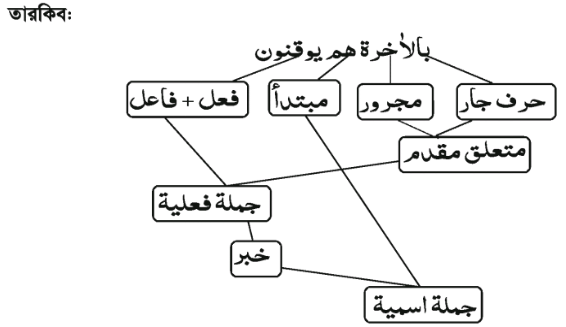 তারকিব:
بالأخرة هم يوقنون
حرف جار
مجرور
مبتدأ
فعل + فاعل
متعلق مقدم
جملة فعلية
خبر
جملة اسمية